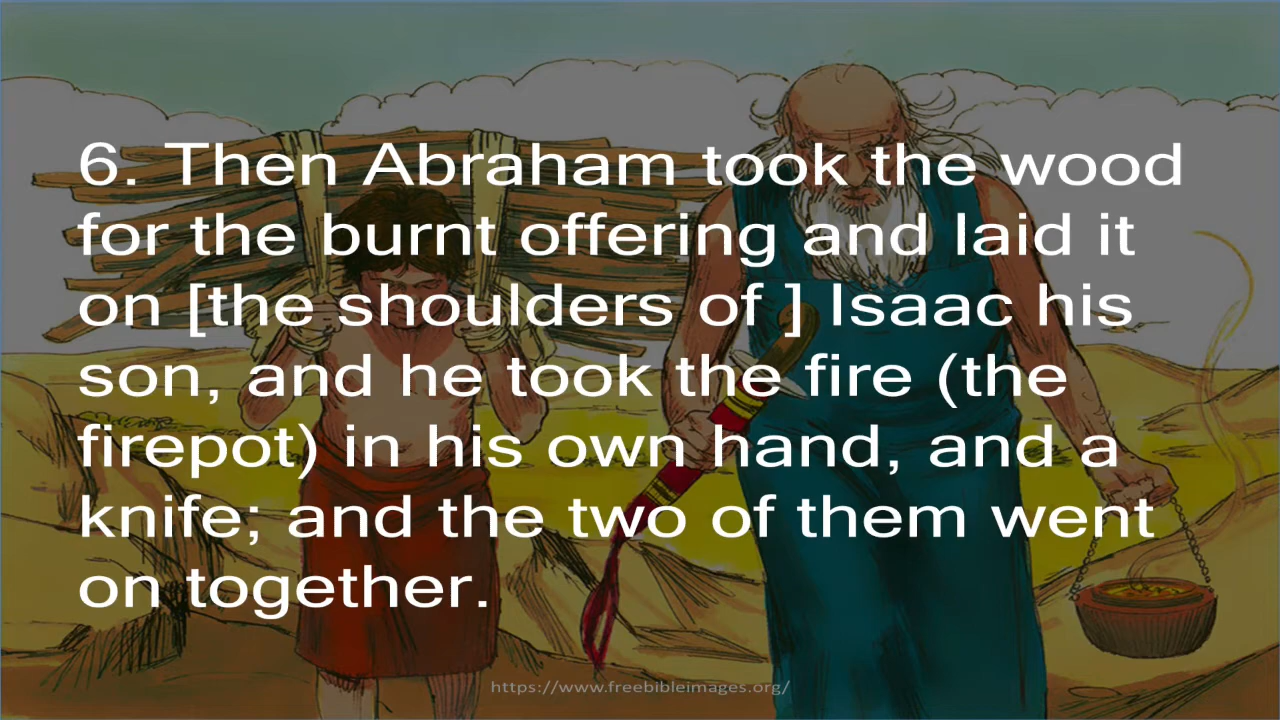 6. Then Abraham took the wood
for the burnt offering and laid it
on [the shoulders of ] Isaac his
son, and he took the fire (the
firepot) in his own hand, and a
knife; and the two of them went
on together.
https://www.freebibleimages.org/